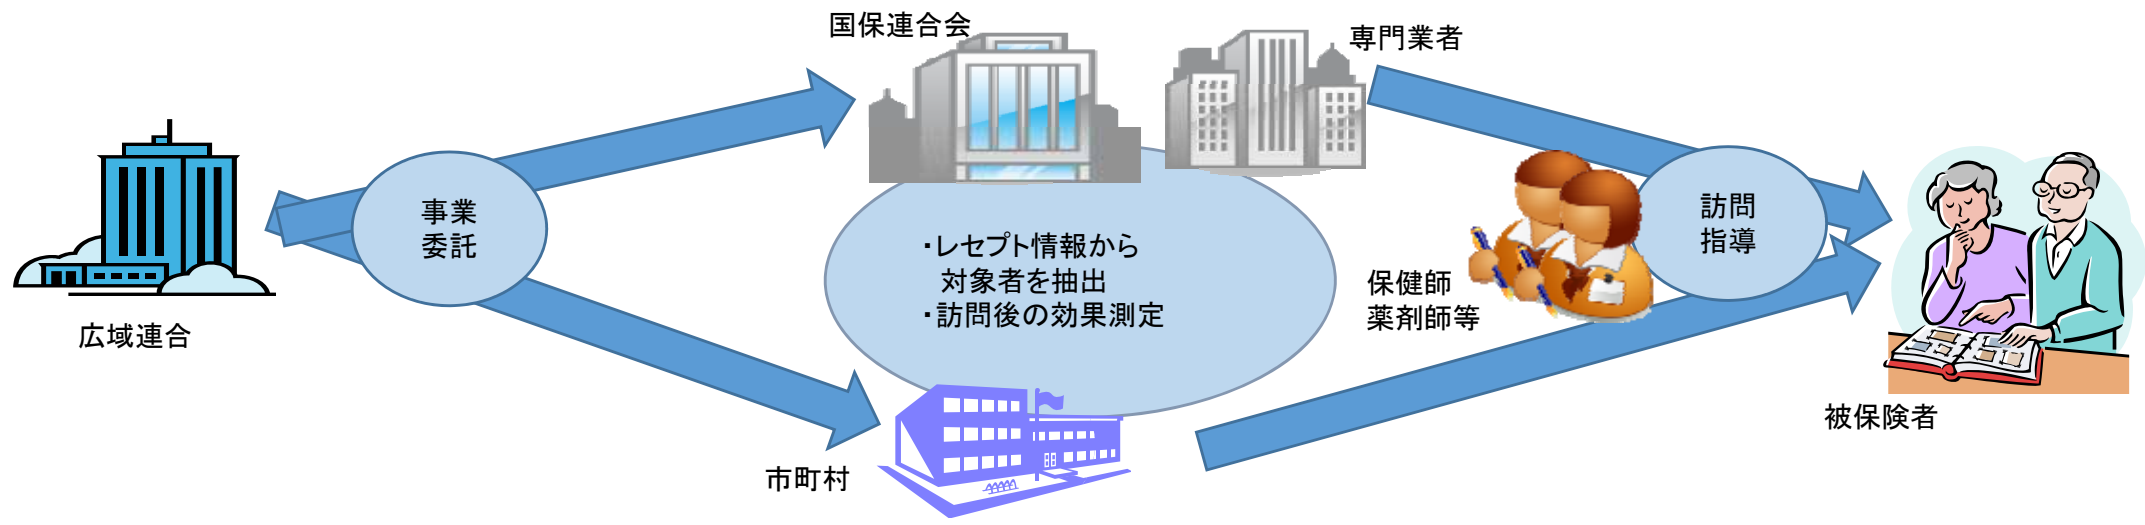 国保連合会
専門業者
事業
委託
訪問
指導
・レセプト情報から
対象者を抽出
・訪問後の効果測定
保健師
薬剤師等
広域連合
被保険者
市町村